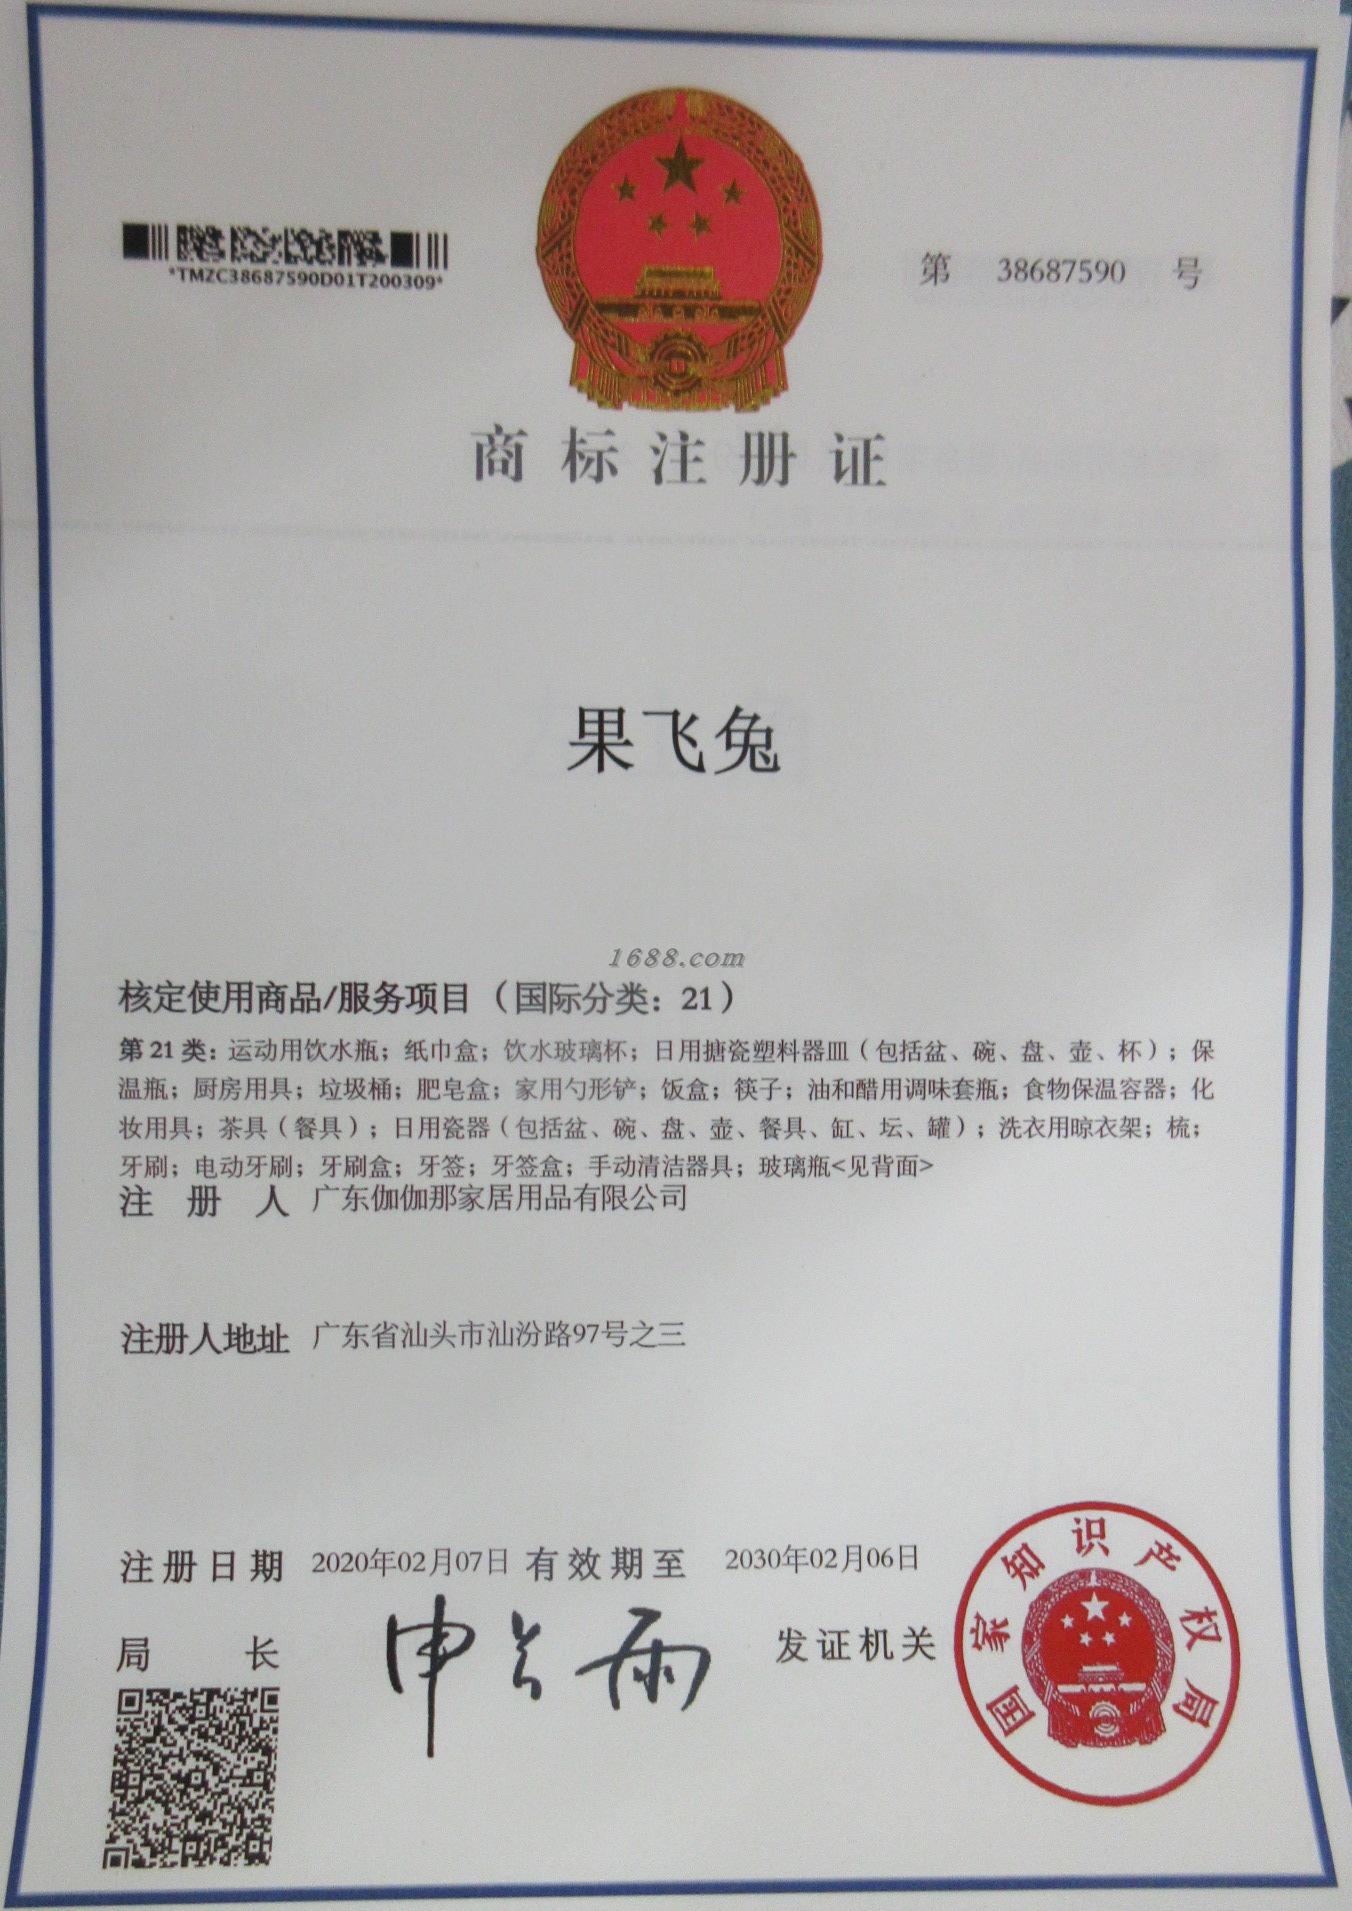 *TMZC38687590D01T200309*
第 38687590 号
商标注册证
果飞兔
1688.com
核定使用商品/服务项目（国际分类：21）
第 21 类：运动用饮水瓶；纸巾盒；饮水玻璃杯；日用搪瓷塑料器皿（包括盆、碗、盘、壶、杯）；保
温瓶；厨房用具；垃圾桶；肥皂盒；家用勺形铲；饭盒；筷子；油和醋用调味套瓶；食物保温容器；化
妆用具；茶具（餐具）；日用瓷器（包括盆、碗、盘、壶、餐具、缸、坛、罐）；洗衣用晾衣架；梳；
牙刷；电动牙刷；牙刷盒；牙签；牙签盒；手动清洁器具；玻璃瓶<见背面>
注册人 广东伽伽那家居用品有限公司
注册人地址 广东省汕头市汕汾路97号之三
注册日期 2020年02月07日 有效期至 2030年02月06日
局长 申长雨 发证机关
国家知识产权局